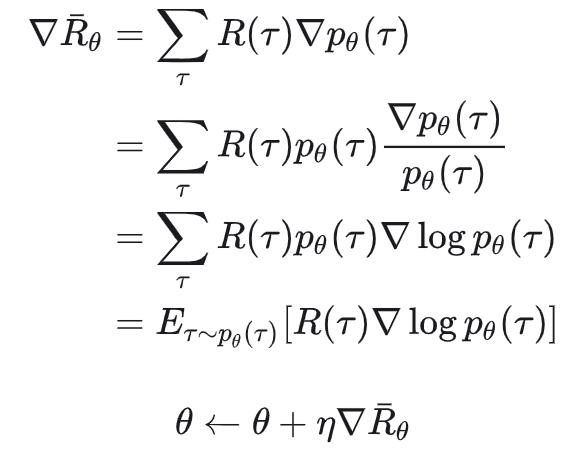 ∇R̄_θ = ∑_τ R(τ)∇p_θ(τ)
= ∑_τ R(τ)p_θ(τ) ∇p_θ(τ)/p_θ(τ)
= ∑_τ R(τ)p_θ(τ)∇ log p_θ(τ)
= E_{τ∼p_θ(τ)}[R(τ)∇ log p_θ(τ)]
θ ← θ + η∇R̄_θ